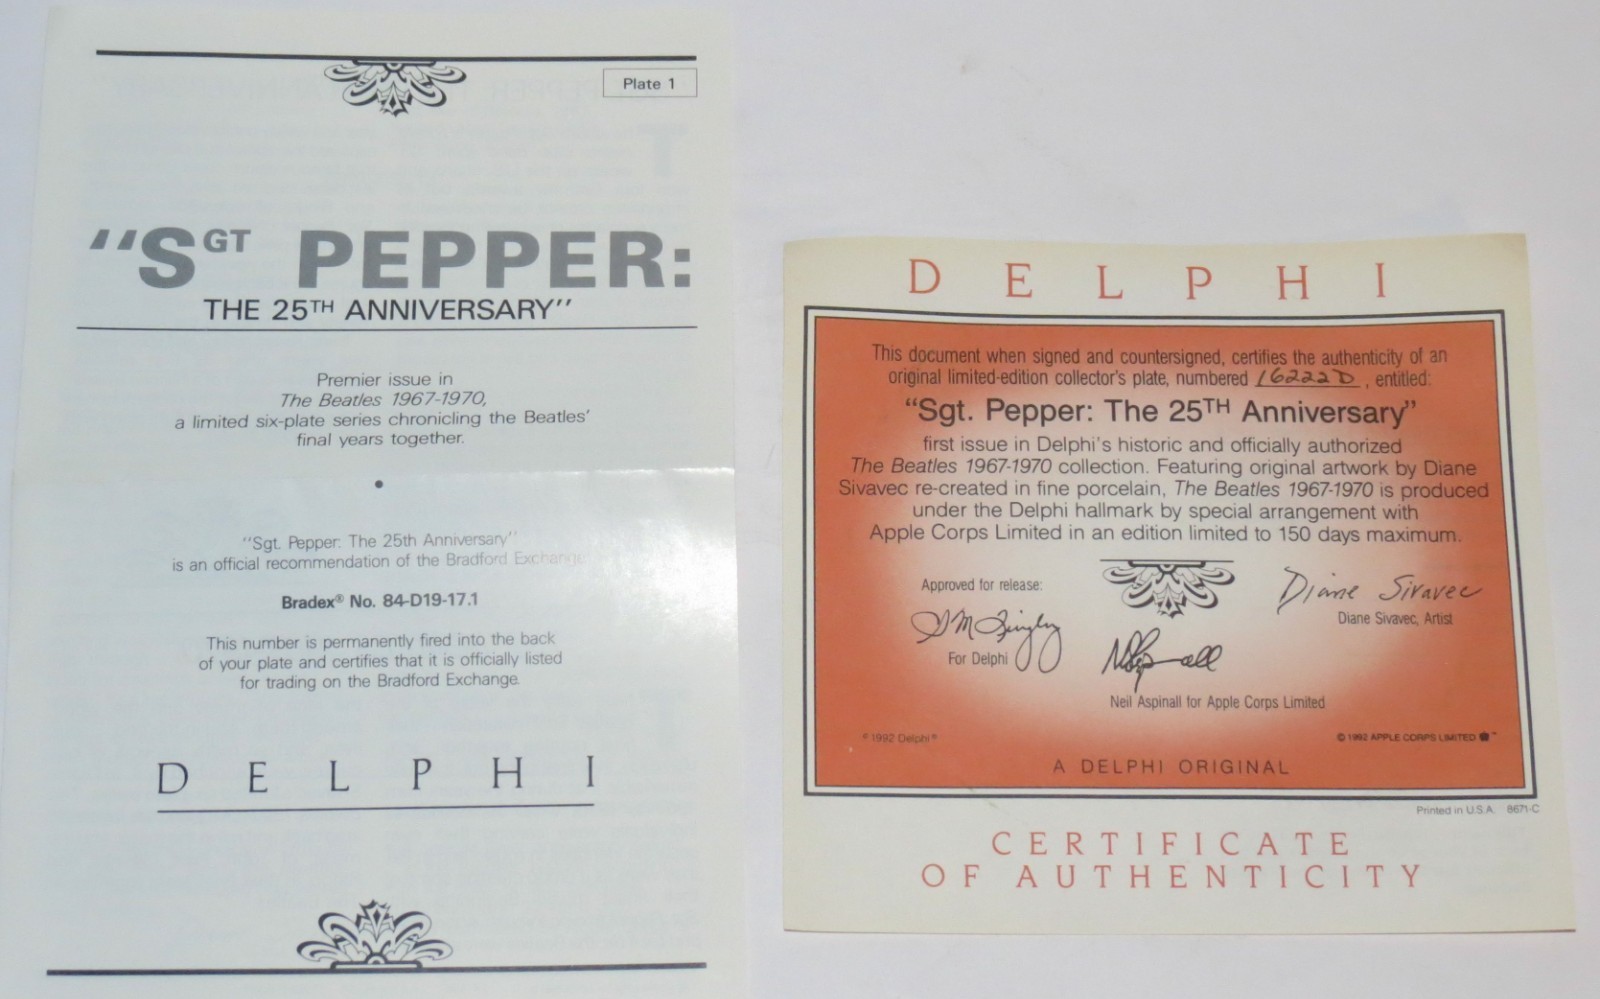 Plate 1
"SGT PEPPER:
THE 25TH ANNIVERSARY"
Premier issue in
The Beatles 1967-1970,
a limited six-plate series chronicling the Beatles'
final years together.
•
"Sgt. Pepper: The 25th Anniversary"
is an official recommendation of the Bradford Exchange
Bradex® No. 84-D19-17.1
This number is permanently fired into the back
of your plate and certifies that it is officially listed
for trading on the Bradford Exchange.
DELPHI
DELPHI
This document when signed and countersigned, certifies the authenticity of an
original limited-edition collector's plate, numbered 16222D, entitled:
"Sgt. Pepper: The 25TH Anniversary"
first issue in Delphi's historic and officially authorized
The Beatles 1967-1970 collection. Featuring original artwork by Diane
Sivavec re-created in fine porcelain, The Beatles 1967-1970 is produced
under the Delphi hallmark by special arrangement with
Apple Corps Limited in an edition limited to 150 days maximum.
Approved for release:
Diane Sivavec
Diane Sivavec, Artist
For Delphi
Neil Aspinall for Apple Corps Limited
©1992 Delphi®
©1992 APPLE CORPS LIMITED
A DELPHI ORIGINAL
Printed in U.S.A. 8671-C
CERTIFICATE
OF AUTHENTICITY